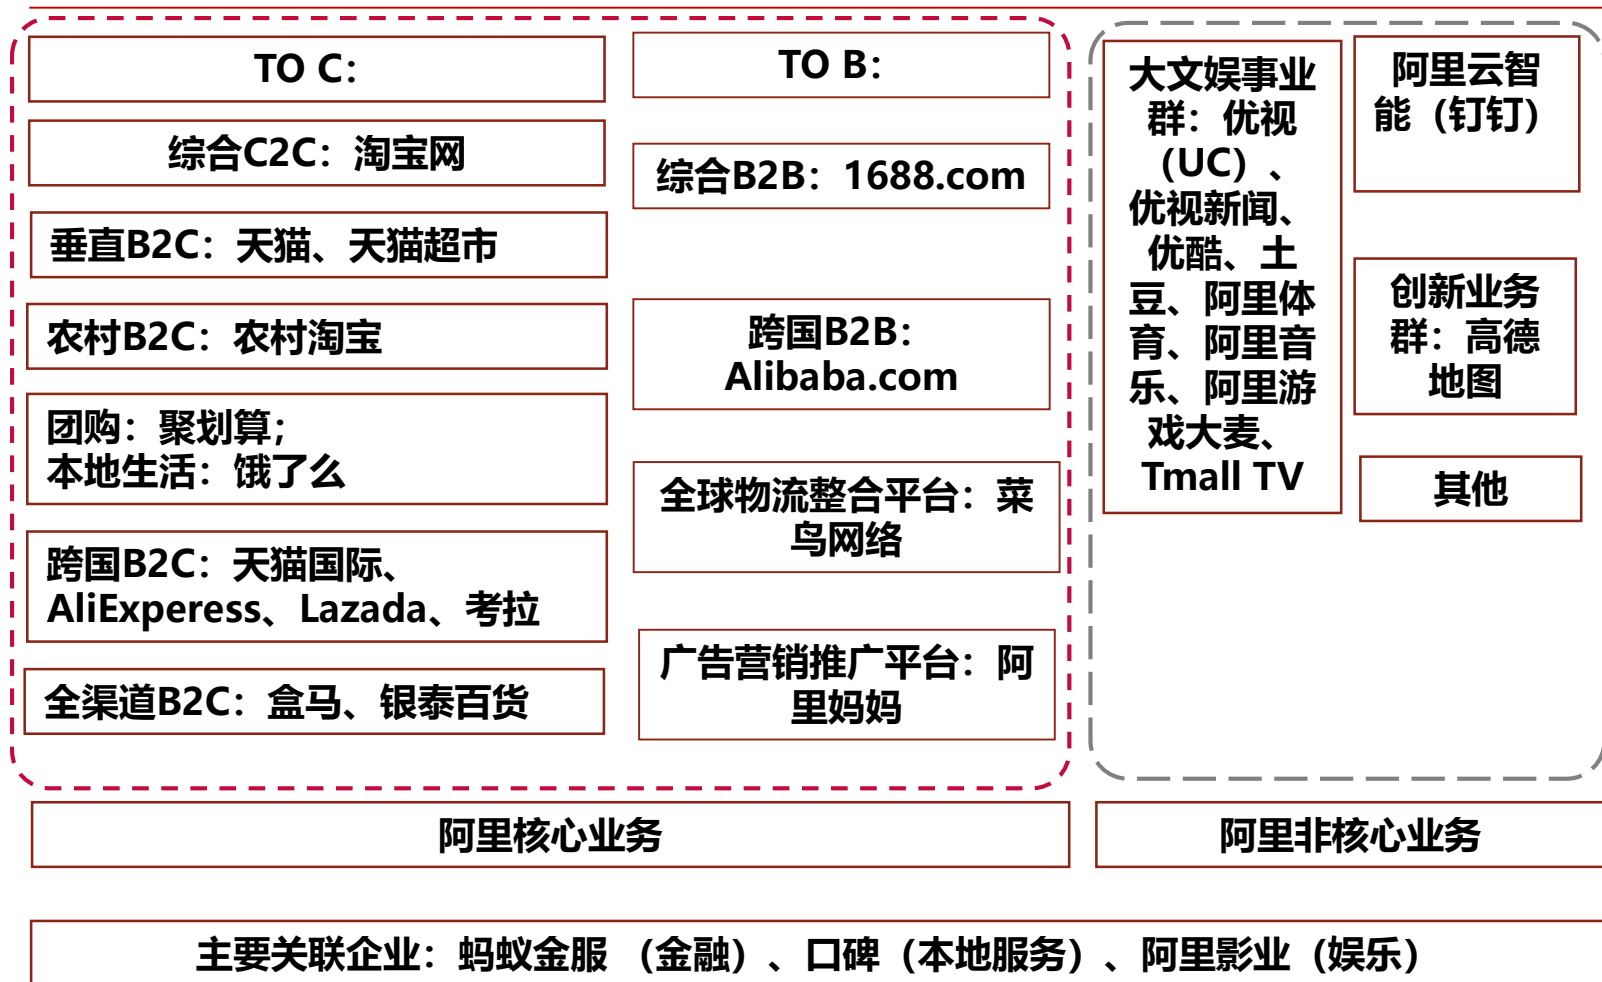 TO C：
综合C2C：淘宝网
垂直B2C：天猫、天猫超市
农村B2C：农村淘宝
团购：聚划算；
本地生活：饿了么
跨国B2C：天猫国际、
AliExperess、Lazada、考拉
全渠道B2C：盒马、银泰百货
TO B：
综合B2B：1688.com
跨国B2B：
Alibaba.com
全球物流整合平台：菜
鸟网络
广告营销推广平台：阿
里妈妈
大文娱事业
群：优视
（UC）、
优视新闻、
优酷、土
豆、阿里体
育、阿里音
乐、阿里游
戏大麦、
Tmall TV
阿里云智
能（钉钉）
创新业务
群：高德
地图
其他
阿里核心业务
阿里非核心业务
主要关联企业：蚂蚁金服 （金融）、口碑（本地服务）、阿里影业（娱乐）